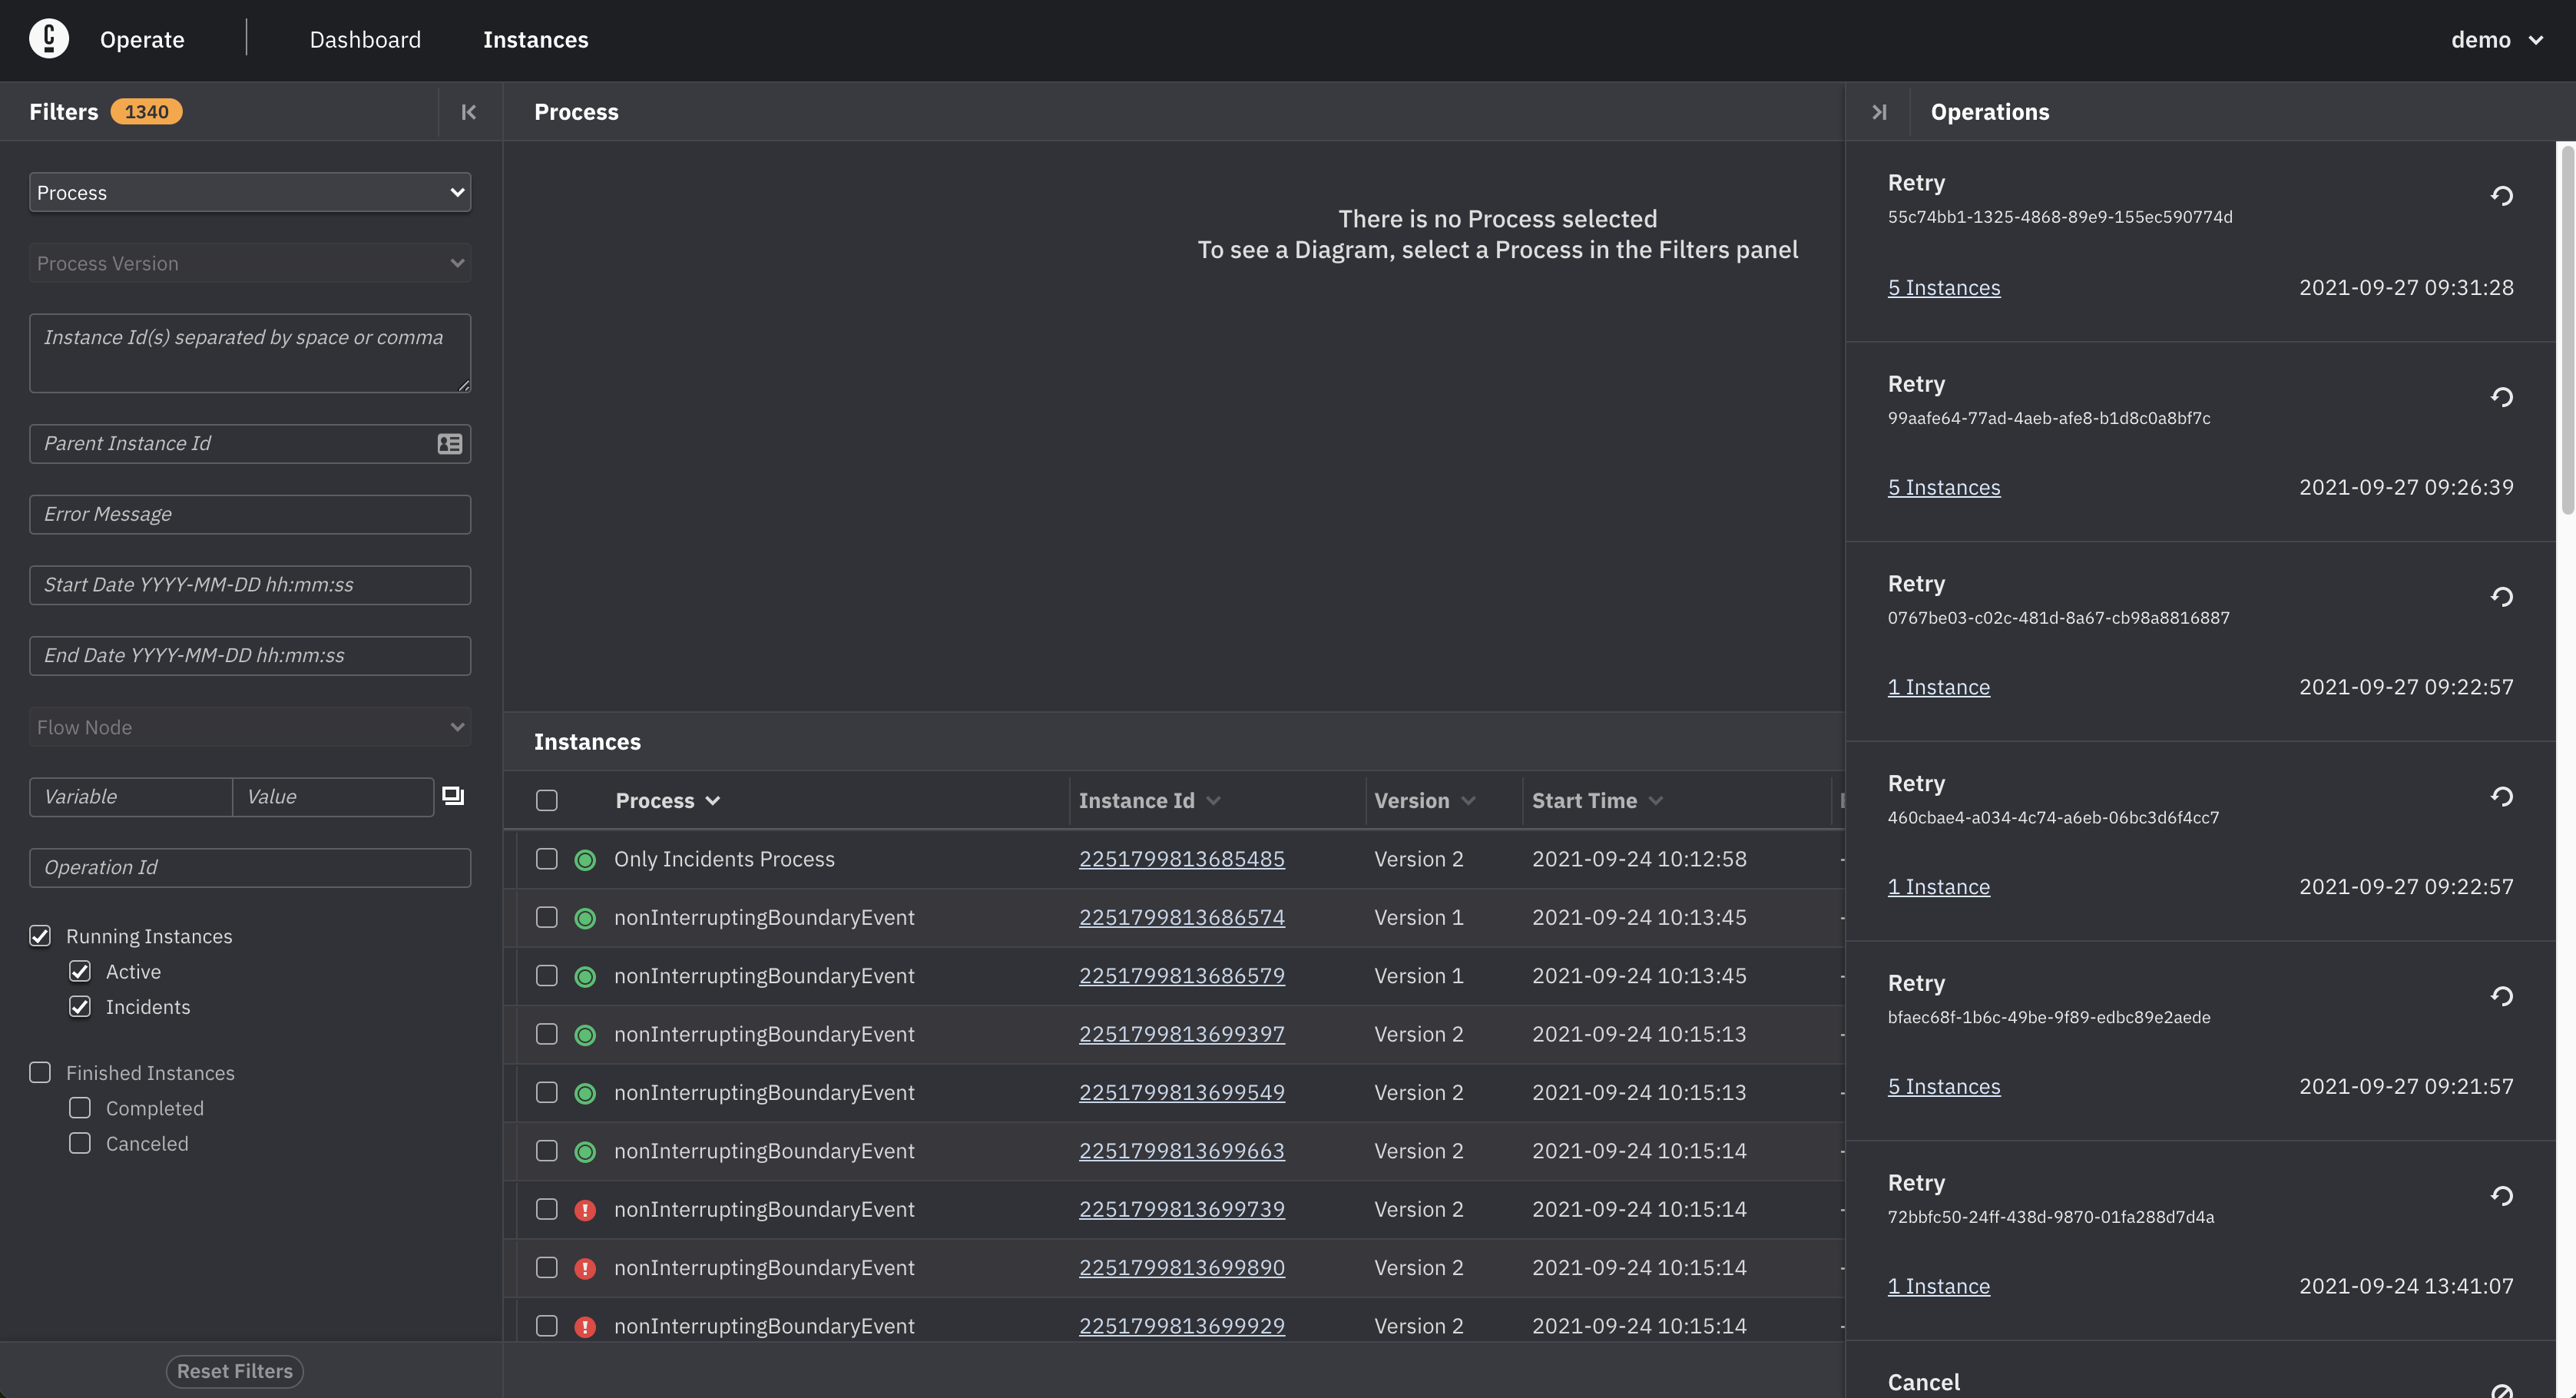 Operate
Dashboard
Instances
demo
Filters 1340
Process
Process Version
Instance Id(s) separated by space or comma
Parent Instance Id
Error Message
Start Date YYYY-MM-DD hh:mm:ss
End Date YYYY-MM-DD hh:mm:ss
Flow Node
Variable
Value
Operation Id
Running Instances
Active
Incidents
Finished Instances
Completed
Canceled
Reset Filters
Process
There is no Process selected
To see a Diagram, select a Process in the Filters panel
Instances
Process Instance Id Version Start Time
Only Incidents Process 2251799813685485 Version 2 2021-09-24 10:12:58 -
nonInterruptingBoundaryEvent 2251799813686574 Version 1 2021-09-24 10:13:45 -
nonInterruptingBoundaryEvent 2251799813686579 Version 1 2021-09-24 10:13:45 -
nonInterruptingBoundaryEvent 2251799813699397 Version 2 2021-09-24 10:15:13 -
nonInterruptingBoundaryEvent 2251799813699549 Version 2 2021-09-24 10:15:13 -
nonInterruptingBoundaryEvent 2251799813699663 Version 2 2021-09-24 10:15:14 -
nonInterruptingBoundaryEvent 2251799813699739 Version 2 2021-09-24 10:15:14 -
nonInterruptingBoundaryEvent 2251799813699890 Version 2 2021-09-24 10:15:14 -
nonInterruptingBoundaryEvent 2251799813699929 Version 2 2021-09-24 10:15:14 -
Operations
Retry
55c74bb1-1325-4868-89e9-155ec590774d
5 Instances 2021-09-27 09:31:28
Retry
99aafe64-77ad-4aeb-afe8-b1d8c0a8bf7c
5 Instances 2021-09-27 09:26:39
Retry
0767be03-c02c-481d-8a67-cb98a8816887
1 Instance 2021-09-27 09:22:57
Retry
460cbae4-a034-4c74-a6eb-06bc3d6f4cc7
1 Instance 2021-09-27 09:22:57
Retry
bfaec68f-1b6c-49be-9f89-edbc89e2aede
5 Instances 2021-09-27 09:21:57
Retry
72bbfc50-24ff-438d-9870-01fa288d7d4a
1 Instance 2021-09-24 13:41:07
Cancel